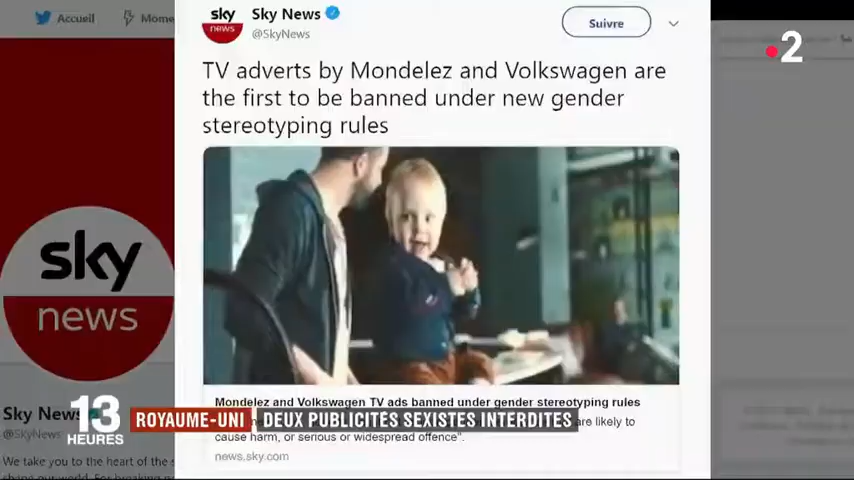 Accueil
Mome
sky
news
Sky News
@SkyNews
Suivre
2
TV adverts by Mondelez and Volkswagen are
the first to be banned under new gender
stereotyping rules
sky
news
Mondelez and Volkswagen TV ads banned under gender stereotyping rules
are likely to
cause harm, or serious or widespread offence".
news.sky.com
Sky News
@SkyNews
We take you to the heart of the s
13
HEURES
ROYAUME-UNI
DEUX PUBLICITÉS SEXISTES INTERDITES